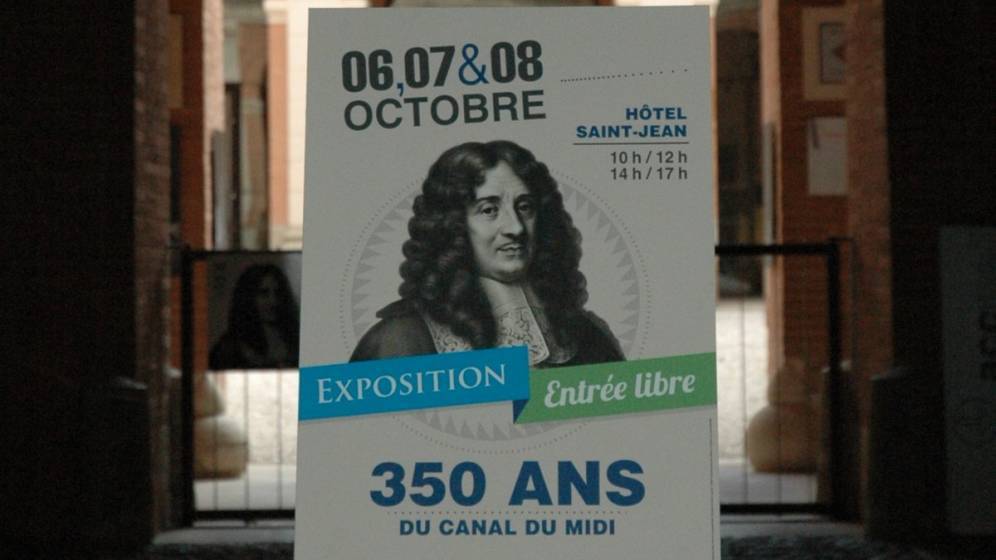 06,07&08
OCTOBRE
HÔTEL
SAINT-JEAN
10 h / 12 h
14 h / 17 h
EXPOSITION
Entrée libre
350 ANS
DU CANAL DU MIDI